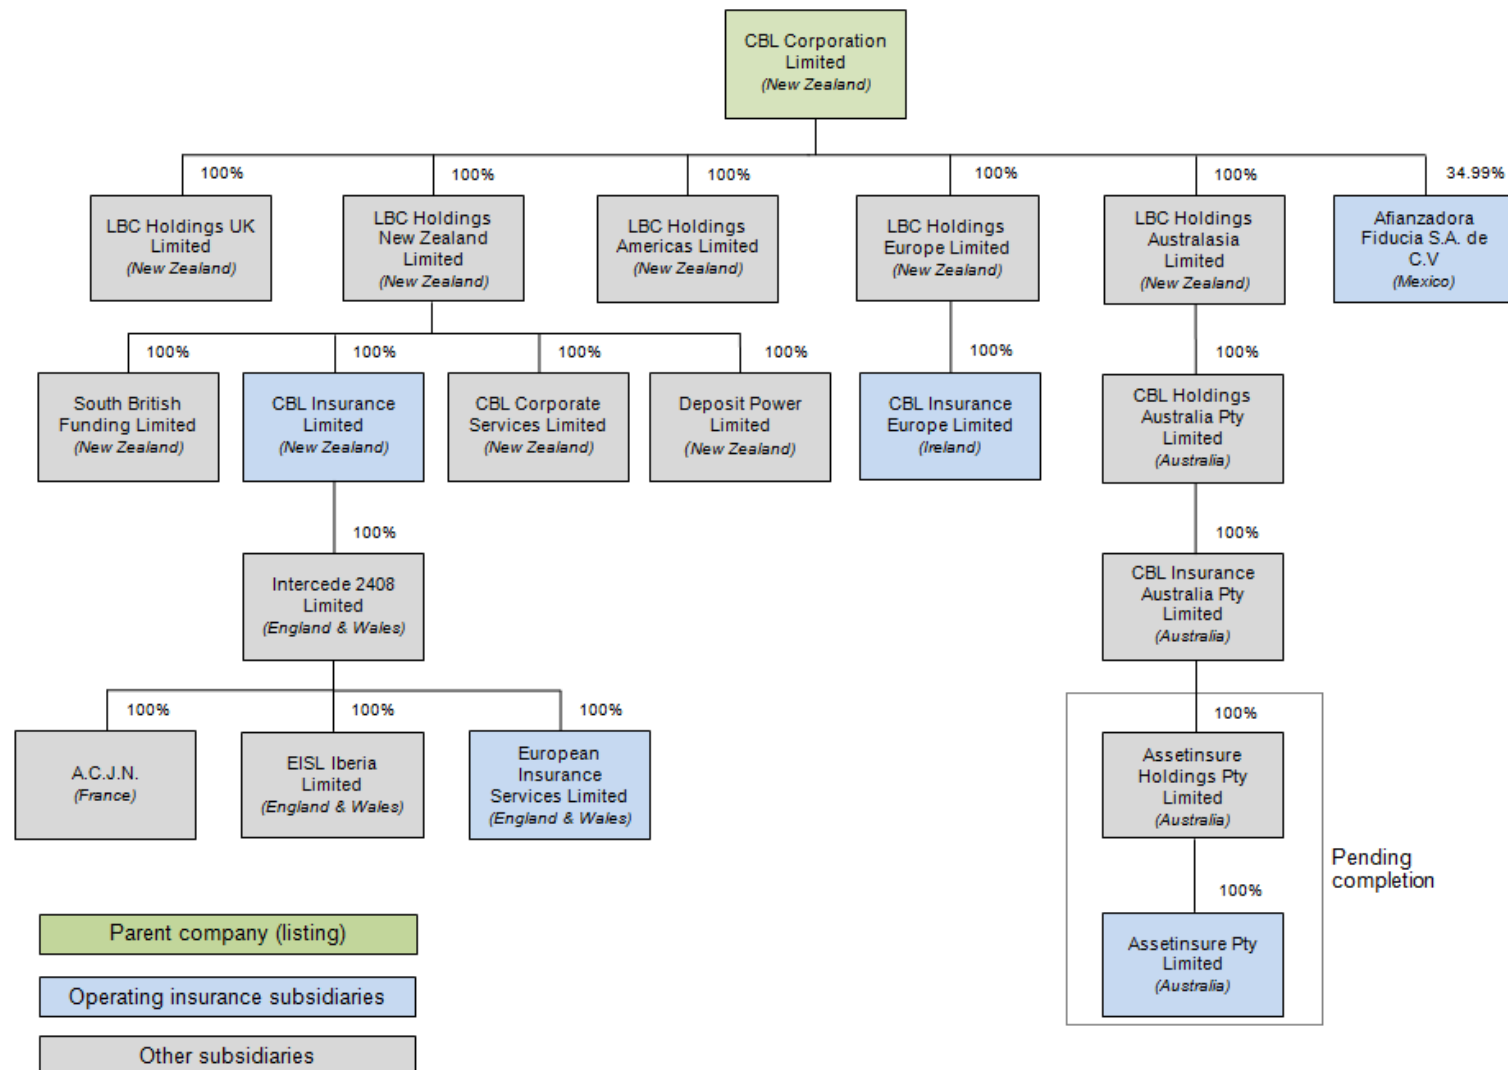 CBL Corporation
Limited
(New Zealand)
100%
100%
100%
100%
100%
34.99%
LBC Holdings UK
Limited
(New Zealand)
LBC Holdings
New Zealand
Limited
(New Zealand)
LBC Holdings
Americas Limited
(New Zealand)
LBC Holdings
Europe Limited
(New Zealand)
LBC Holdings
Australasia
Limited
(New Zealand)
Afianzadora
Fiducia S.A. de
C.V
(Mexico)
100%
100%
100%
100%
100%
100%
South British
Funding Limited
(New Zealand)
CBL Insurance
Limited
(New Zealand)
CBL Corporate
Services Limited
(New Zealand)
Deposit Power
Limited
(New Zealand)
CBL Insurance
Europe Limited
(Ireland)
CBL Holdings
Australia Pty
Limited
(Australia)
100%
100%
Intercede 2408
Limited
(England & Wales)
CBL Insurance
Australia Pty
Limited
(Australia)
100%
100%
100%
100%
A.C.J.N.
(France)
EISL Iberia
Limited
(England & Wales)
European
Insurance
Services Limited
(England & Wales)
Assetinsure
Holdings Pty
Limited
(Australia)
Pending
completion
100%
Assetinsure Pty
Limited
(Australia)
Parent company (listing)
Operating insurance subsidiaries
Other subsidiaries